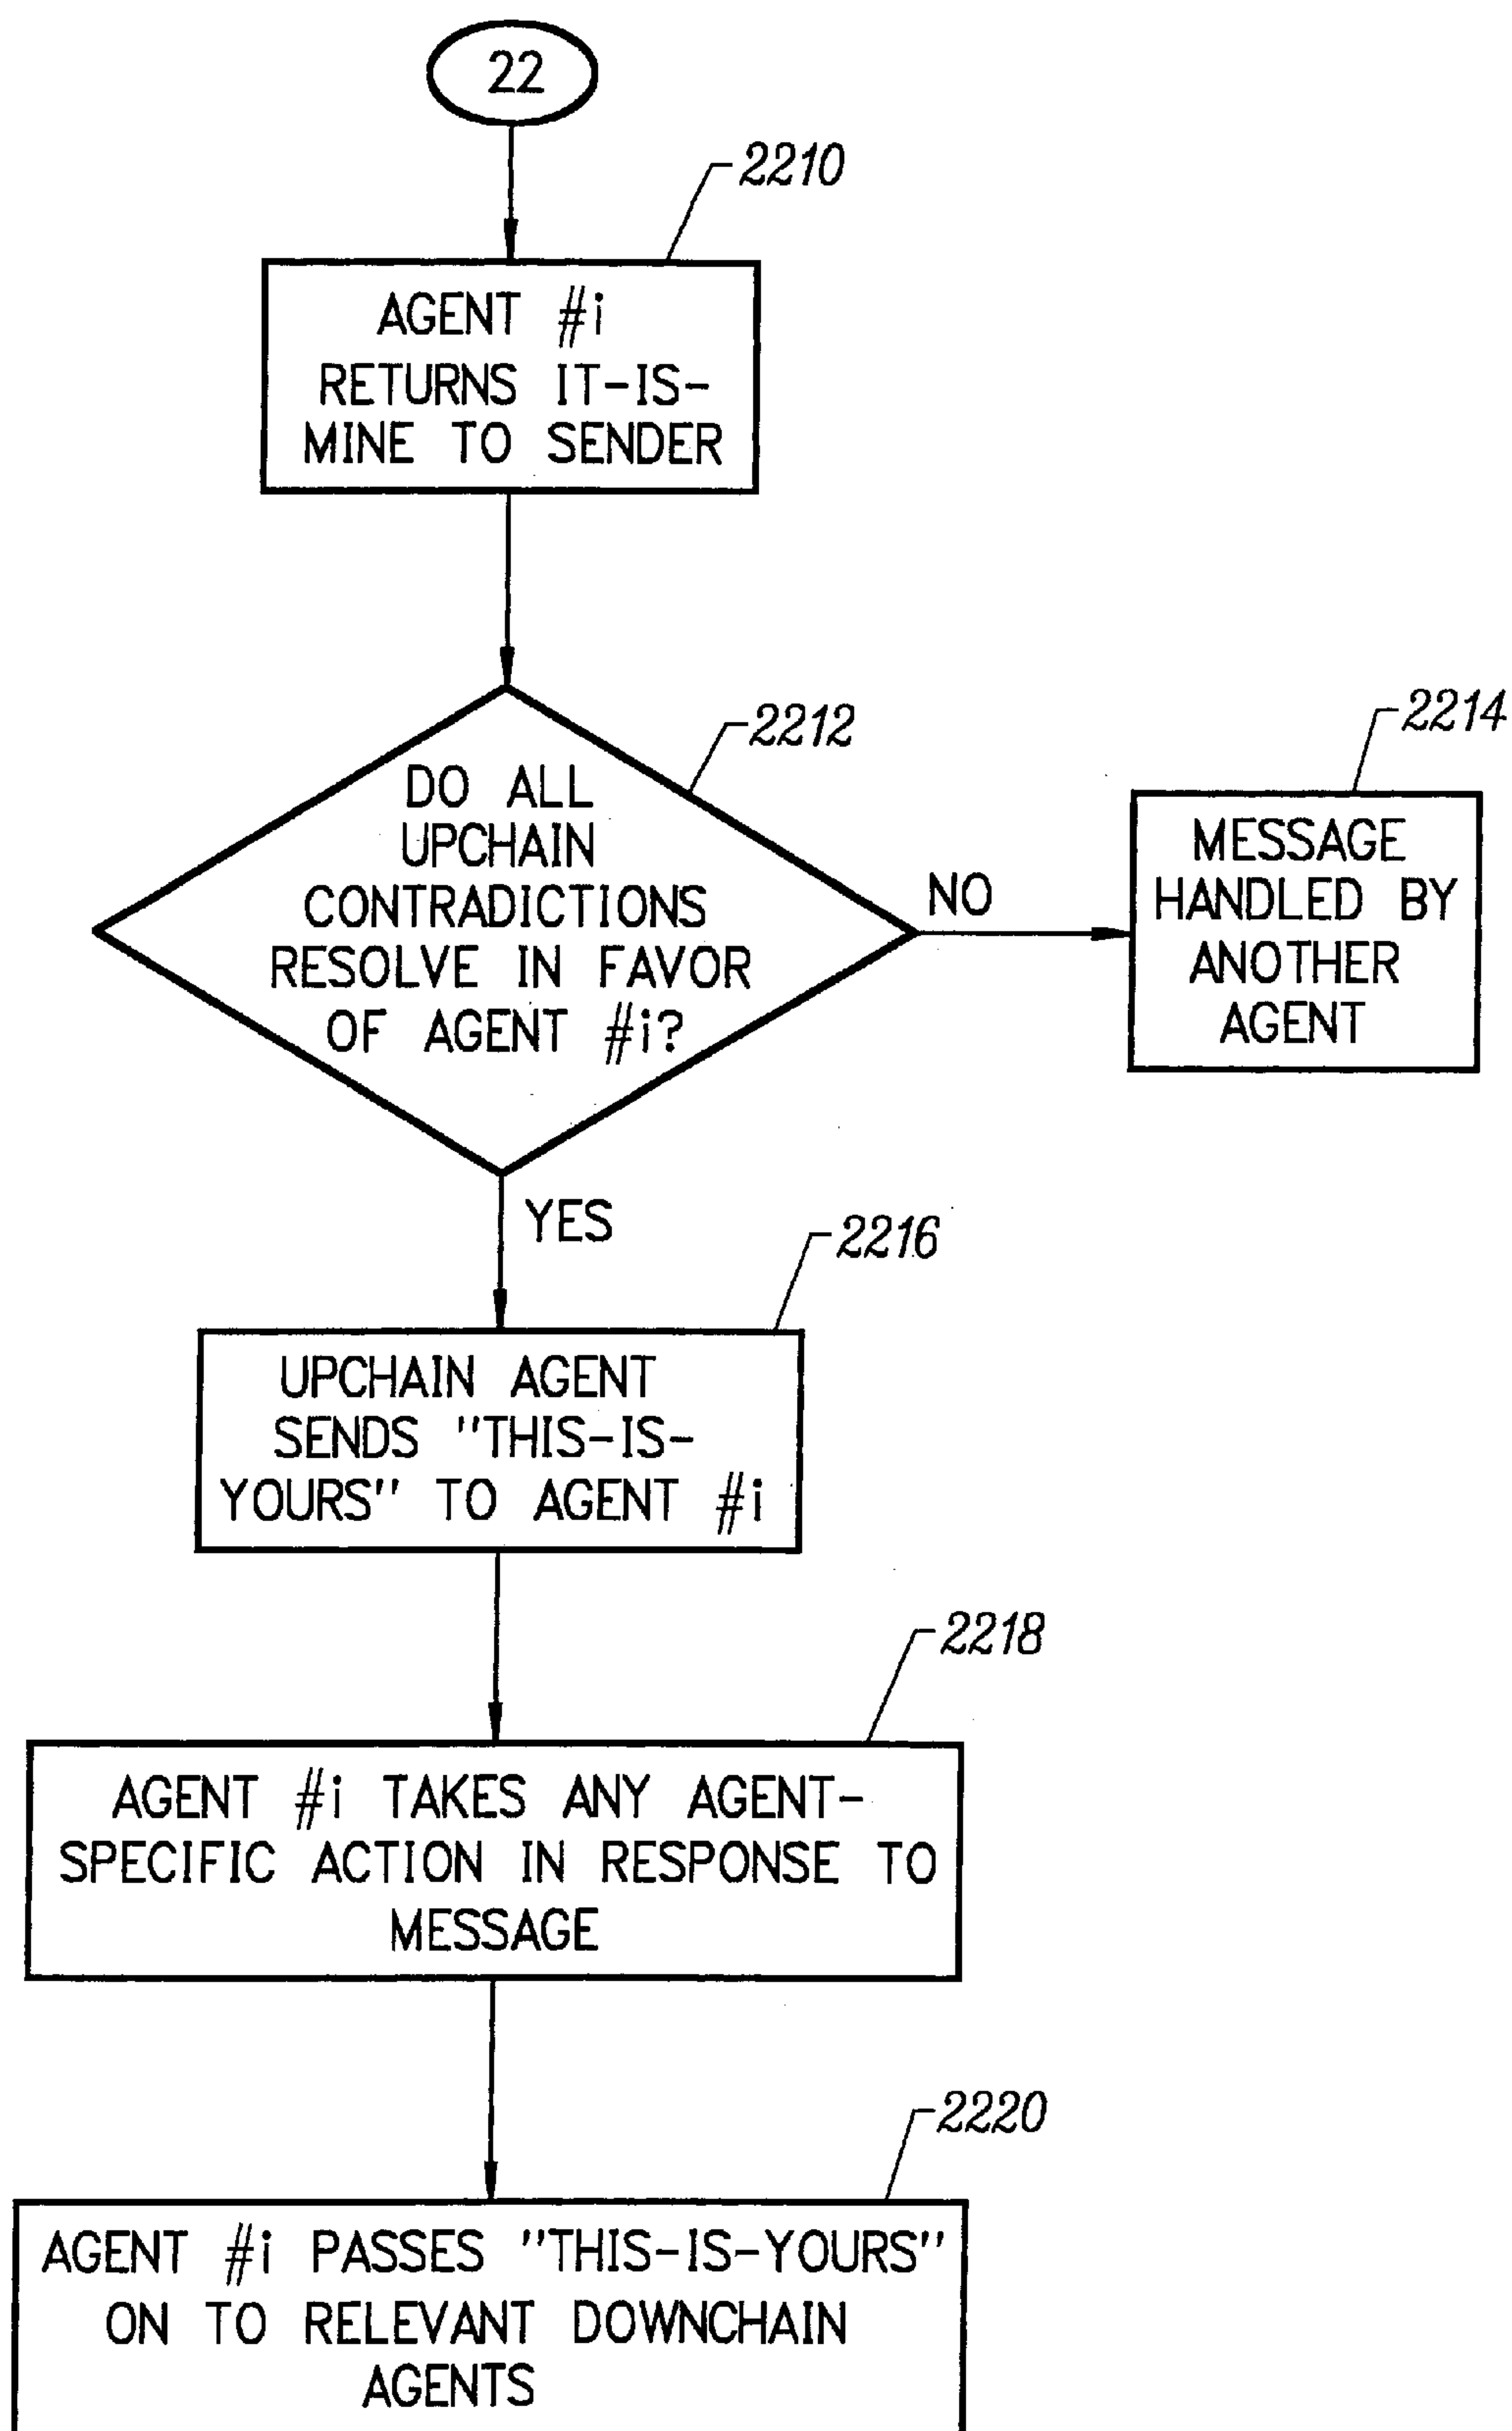 22
2210
AGENT #i
RETURNS IT-IS-
MINE TO SENDER
2212
DO ALL
UPCHAIN
CONTRADICTIONS
RESOLVE IN FAVOR
OF AGENT #i?
NO
2214
MESSAGE
HANDLED BY
ANOTHER
AGENT
YES
2216
UPCHAIN AGENT
SENDS "THIS-IS-
YOURS" TO AGENT #i
2218
AGENT #i TAKES ANY AGENT-
SPECIFIC ACTION IN RESPONSE TO
MESSAGE
2220
AGENT #i PASSES "THIS-IS-YOURS"
ON TO RELEVANT DOWNCHAIN
AGENTS